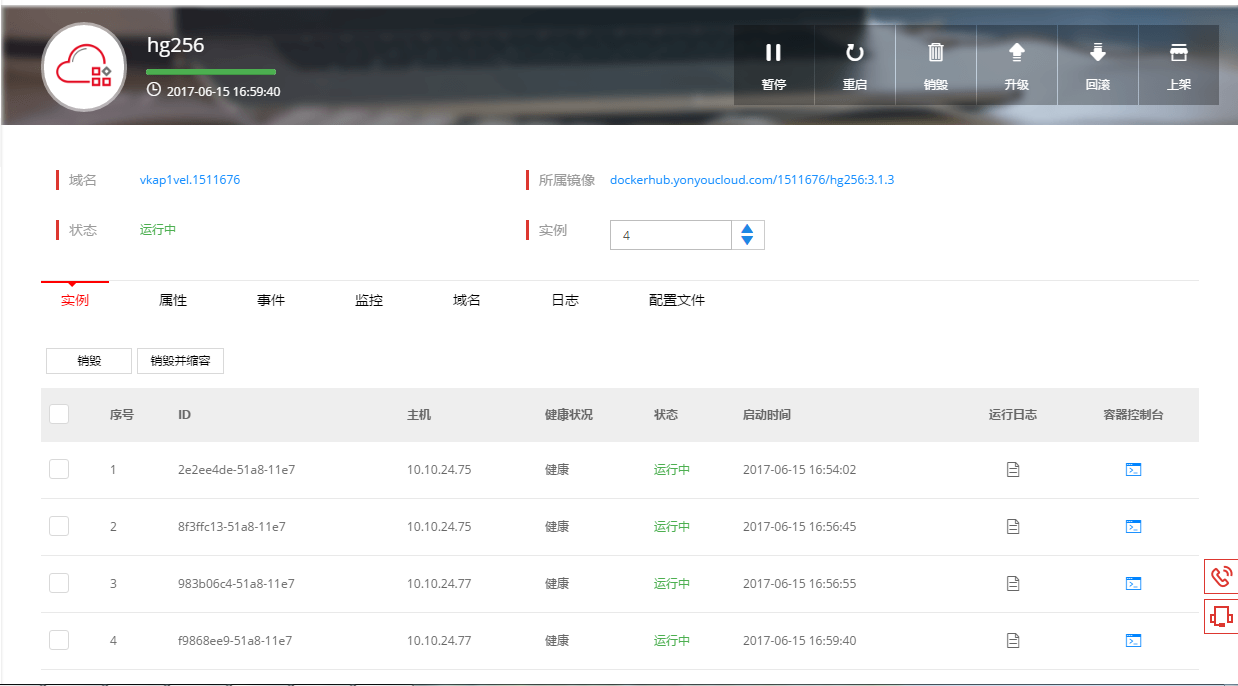 hg256
2017-06-15 16:59:40
暂停 重启 销毁 升级 回滚 上架
域名 vkap1vel.1511676 所属镜像 dockerhub.yonyoucloud.com/1511676/hg256:3.1.3
状态 运行中 实例 4
实例 属性 事件 监控 域名 日志 配置文件
销毁 销毁并缩容
序号 ID 主机 健康状况 状态 启动时间 运行日志 容器控制台
1 2e2ee4de-51a8-11e7 10.10.24.75 健康 运行中 2017-06-15 16:54:02
2 8f3ffc13-51a8-11e7 10.10.24.75 健康 运行中 2017-06-15 16:56:45
3 983b06c4-51a8-11e7 10.10.24.77 健康 运行中 2017-06-15 16:56:55
4 f9868ee9-51a8-11e7 10.10.24.77 健康 运行中 2017-06-15 16:59:40